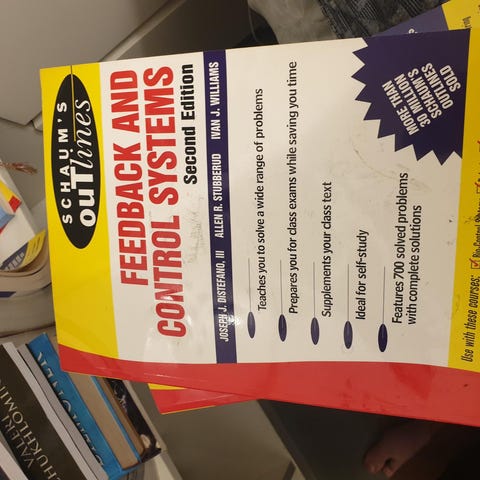 SCHAUM'S
ouTlines
FEEDBACK AND
CONTROL SYSTEMS
Second Edition
JOSEPH J. DISTEFANO, III ALLEN R. STUBBERUD IVAN J. WILLIAMS
Teaches you to solve a wide range of problems
Prepares you for class exams while saving you time
Supplements your class text
Ideal for self-study
Features 700 solved problems
with complete solutions
MORE THAN
30 MILLION
SCHAUM'S
OUTLINES
SOLD
Use with these courses:
VALERI